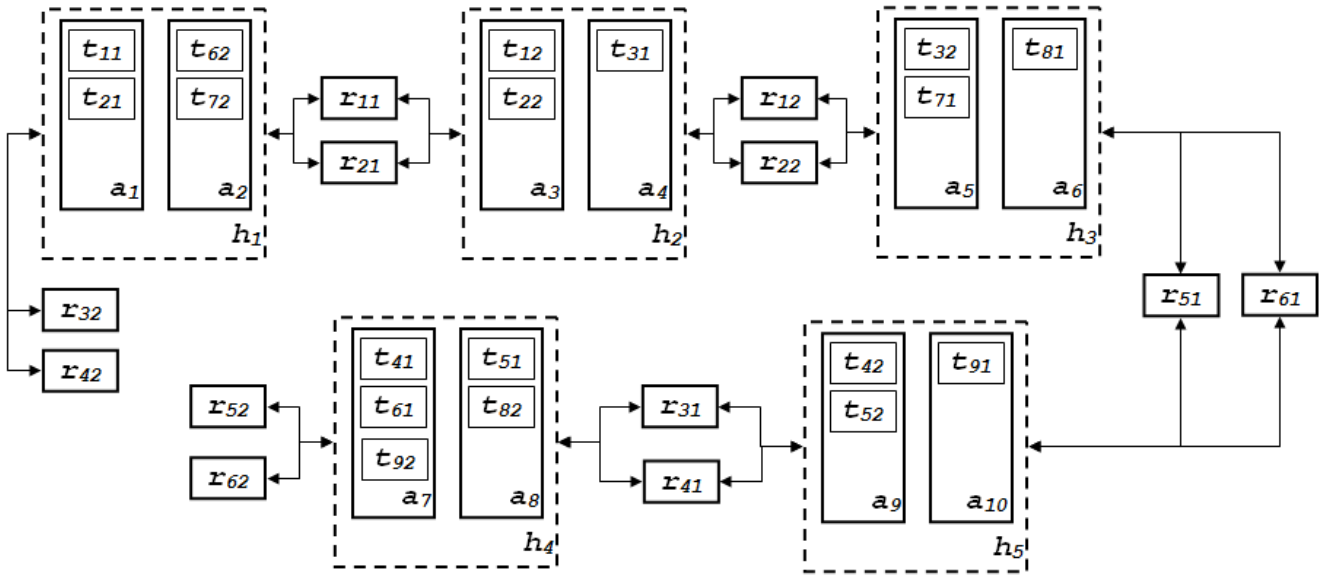 t11 t62 t12 t31 t32 t81
t21 t72 r11 t22 r12 t71
r21 r22
a1 a2 a3 a4 a5 a6
h1 h2 h3
r32 r51 r61
r42 t41 t51 t42 t91
r52 t61 t82 r31 t52
r62 t92 r41
a7 a8 a9 a10
h4 h5